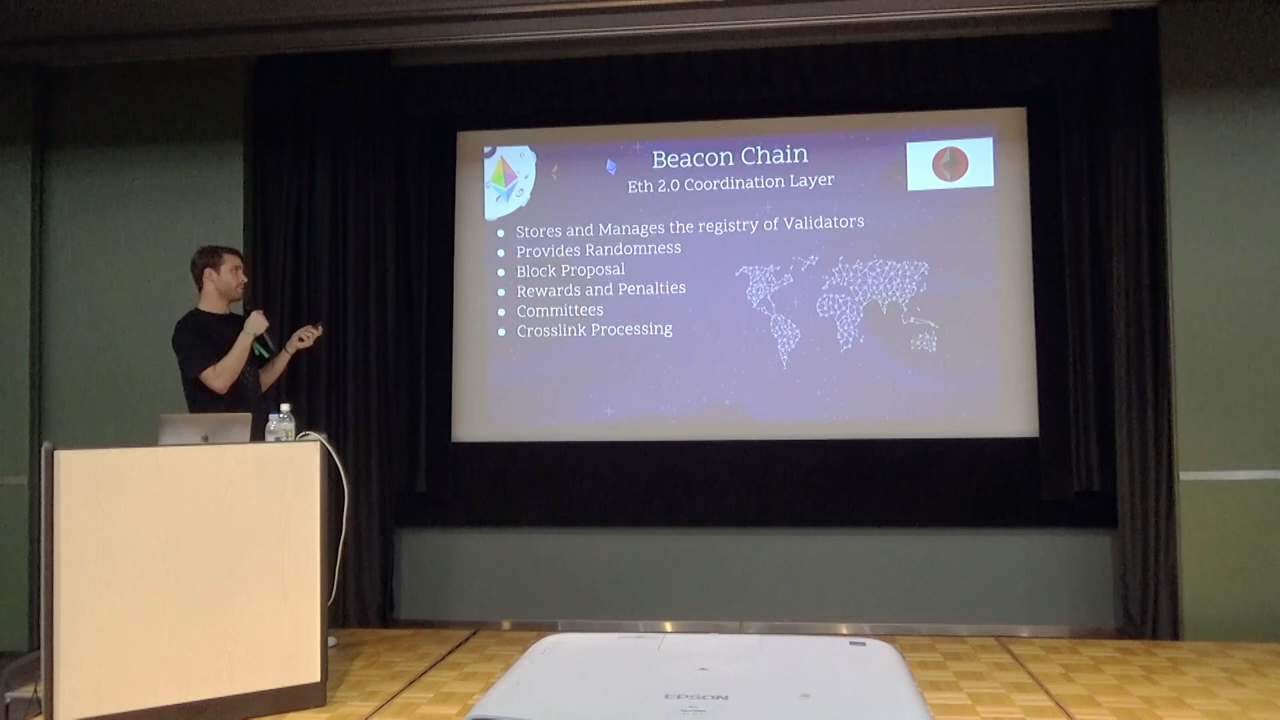 Beacon Chain
Eth 2.0 Coordination Layer
● Stores and Manages the registry of Validators
● Provides Randomness
● Block Proposal
● Rewards and Penalties
● Committees
● Crosslink Processing
EPSON